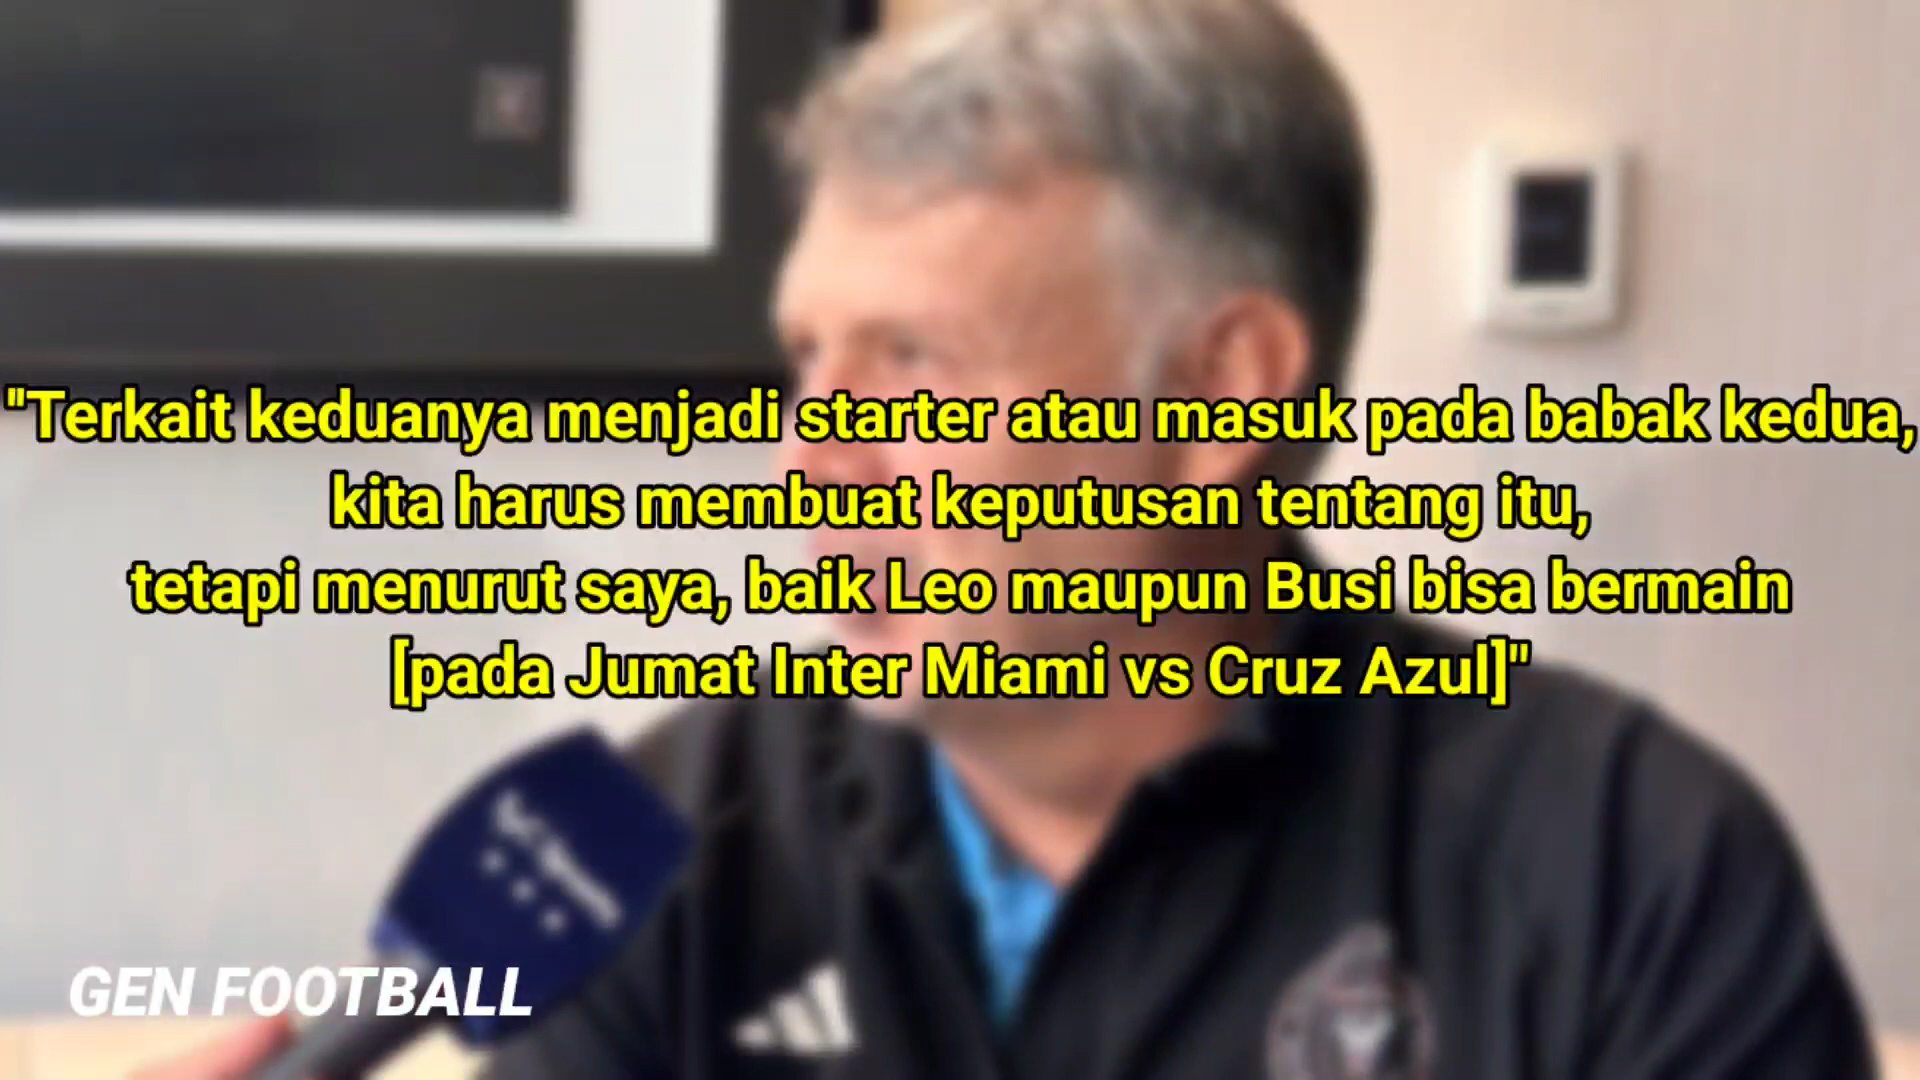 "Terkait keduanya menjadi starter atau masuk pada babak kedua,
kita harus membuat keputusan tentang itu,
tetapi menurut saya, baik Leo maupun Busi bisa bermain
[pada Jumat Inter Miami vs Cruz Azul]"
GEN FOOTBALL